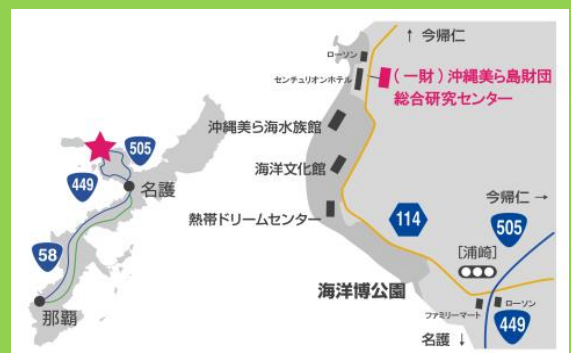 505
449
名護
58
那覇
↑ 今帰仁
ローソン
センチュリオンホテル
(一財)沖縄美ら島財団
総合研究センター
沖縄美ら海水族館
海洋文化館
熱帯ドリームセンター
114
今帰仁 →
505
[浦崎]
海洋博公園
ファミリーマート
ローソン
449
名護 ↓